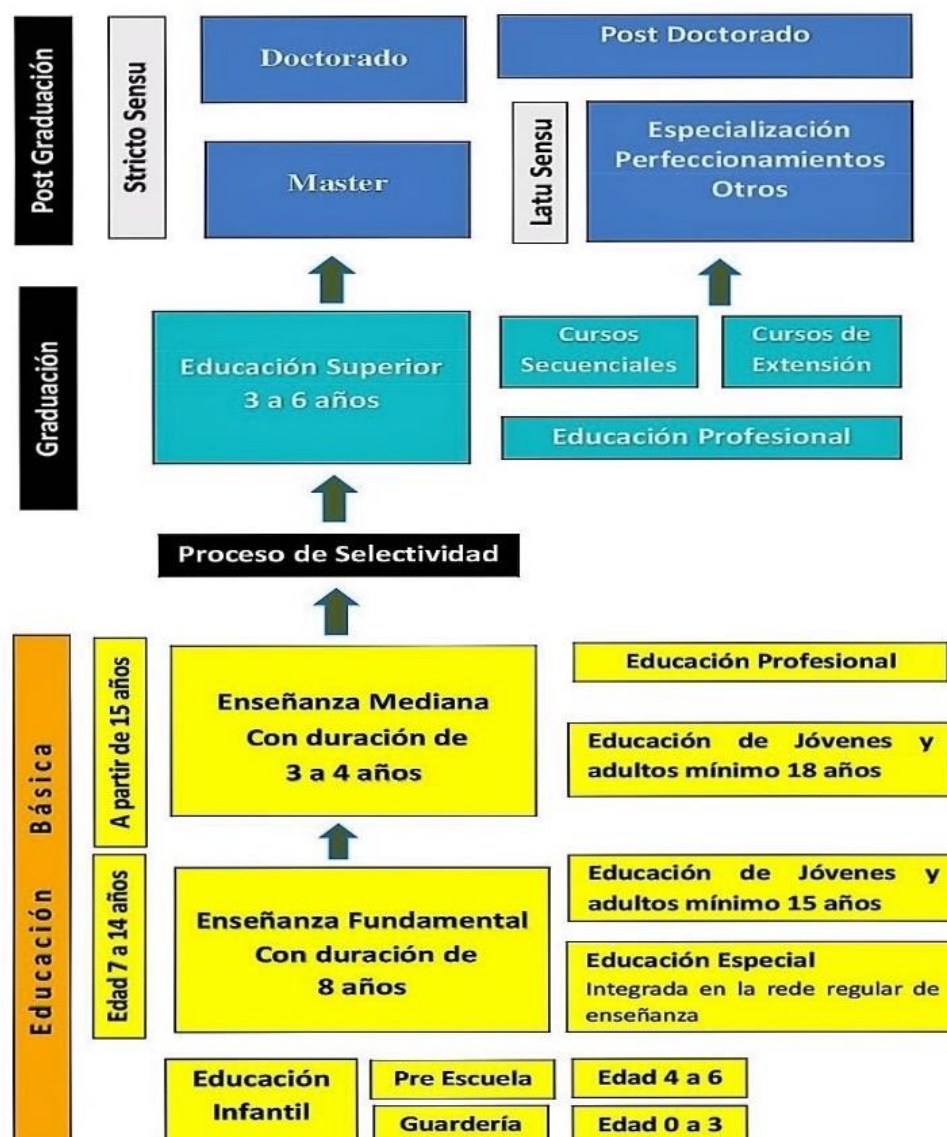 Post Graduación
Stricto Sensu
Doctorado
Master
Post Doctorado
Latu Sensu
Especialización
Perfeccionamientos
Otros
Graduación
Educación Superior
3 a 6 años
Cursos
Secuenciales
Cursos de
Extensión
Educación Profesional
Proceso de Selectividad
Educación Básica
A partir de 15 años
Enseñanza Mediana
Con duración de
3 a 4 años
Educación Profesional
Educación de Jóvenes y
adultos mínimo 18 años
Edad 7 a 14 años
Enseñanza Fundamental
Con duración de
8 años
Educación de Jóvenes y
adultos mínimo 15 años
Educación Especial
Integrada en la rede regular de
enseñanza
Educación
Infantil
Pre Escuela
Edad 4 a 6
Guardería
Edad 0 a 3